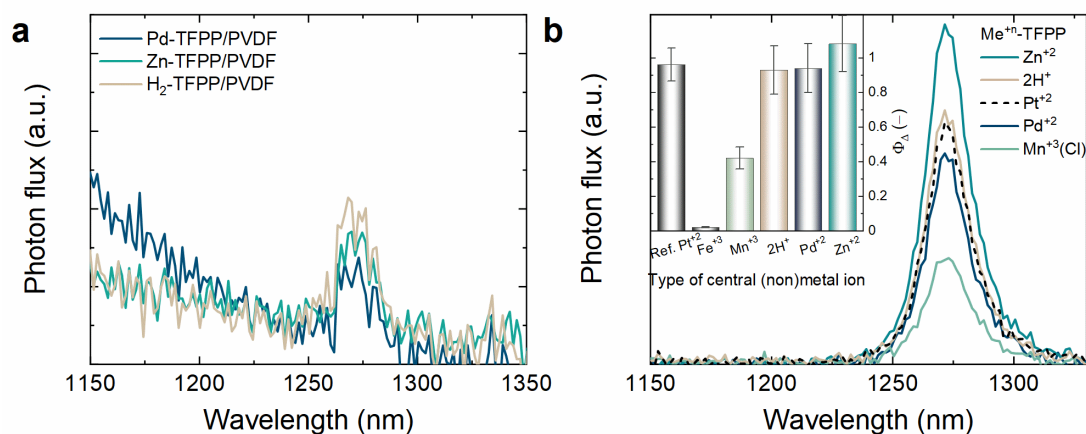 a
Pd-TFPP/PVDF
Zn-TFPP/PVDF
H₂-TFPP/PVDF
Photon flux (a.u.)
1150 1200 1250 1300 1350
Wavelength (nm)
b
Me⁺ⁿ-TFPP
Zn⁺²
2H⁺
Pt⁺²
Pd⁺²
Mn⁺³(Cl)
1
0.8
0.6
0.4
0.2
0
Φ_Δ (–)
Ref. Pt⁺² Fe⁺³ Mn⁺³ 2H⁺ Pd⁺² Zn⁺²
Type of central (non)metal ion
Photon flux (a.u.)
1150 1200 1250 1300
Wavelength (nm)